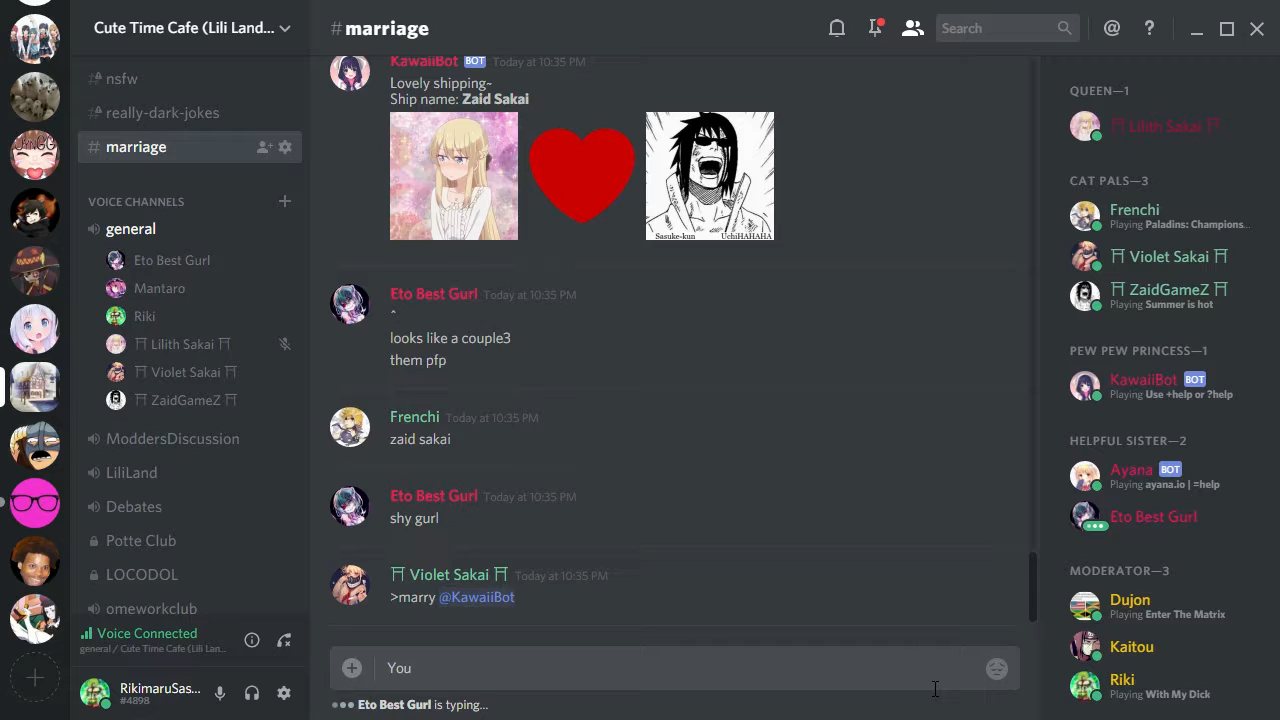 Cute Time Cafe (Lili Land...
nsfw
really-dark-jokes
marriage
VOICE CHANNELS
general
Eto Best Gurl
Mantaro
Riki
⛩ Lilith Sakai ⛩
⛩ Violet Sakai ⛩
⛩ ZaidGameZ ⛩
ModdersDiscussion
LiliLand
Debates
Potte Club
LOCODOL
omeworkclub
Voice Connected
general / Cute Time Cafe (Lili Lan...
RikimaruSas...
#4898
# marriage
Search
KawaiiBot BOT Today at 10:35 PM
Lovely shipping~
Ship name: Zaid Sakai
Sasuke-kun UchiHAHAHA
Eto Best Gurl Today at 10:35 PM
^
looks like a couple3
them pfp
Frenchi Today at 10:35 PM
zaid sakai
Eto Best Gurl Today at 10:35 PM
shy gurl
⛩ Violet Sakai ⛩ Today at 10:35 PM
>marry @KawaiiBot
You
Eto Best Gurl is typing...
QUEEN—1
⛩ Lilith Sakai ⛩
CAT PALS—3
Frenchi
Playing Paladins: Champions...
⛩ Violet Sakai ⛩
⛩ ZaidGameZ ⛩
Playing Summer is hot
PEW PEW PRINCESS—1
KawaiiBot BOT
Playing Use +help or ?help
HELPFUL SISTER—2
Ayana BOT
Playing ayana.io | =help
Eto Best Gurl
MODERATOR—3
Dujon
Playing Enter The Matrix
Kaitou
Riki
Playing With My Dick